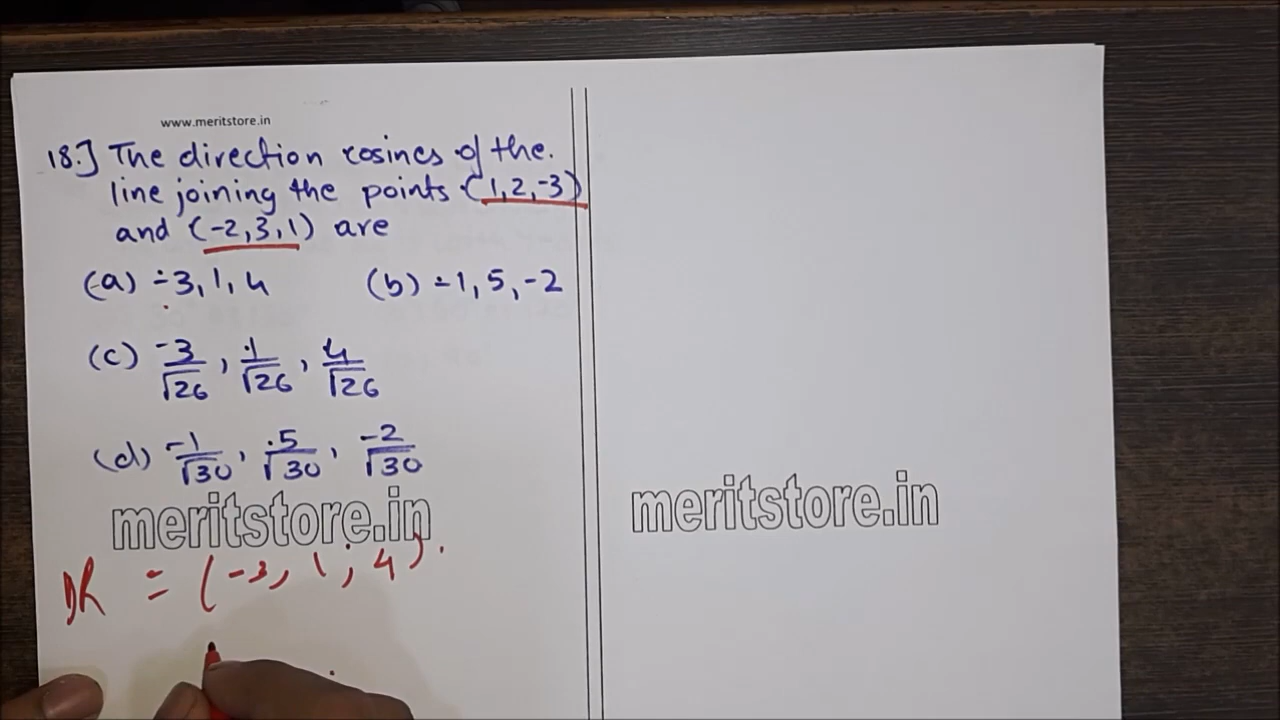 www.meritstore.in
18.] The direction cosines of the.
line joining the points (1,2,-3)
and (-2,3,1) are
(a) -3, 1, 4 (b) -1, 5, -2
(c) -3/√26, 1/√26, 4/√26
(d) -1/√30, 5/√30, -2/√30
meritstore.in
DR = (-3, 1, 4).
meritstore.in